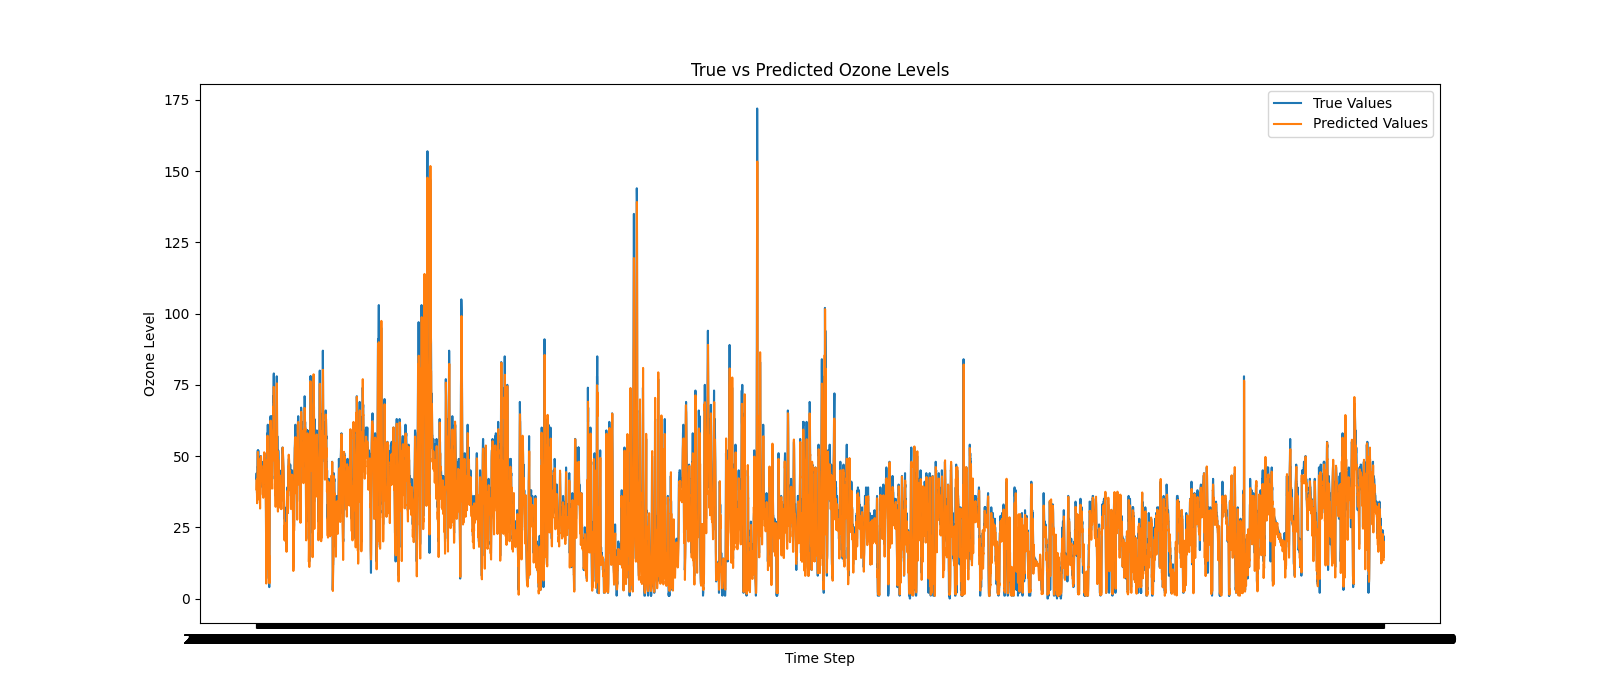 True vs Predicted Ozone Levels
True Values
Predicted Values
175
150
125
100
75
50
25
0
Ozone Level
Time Step